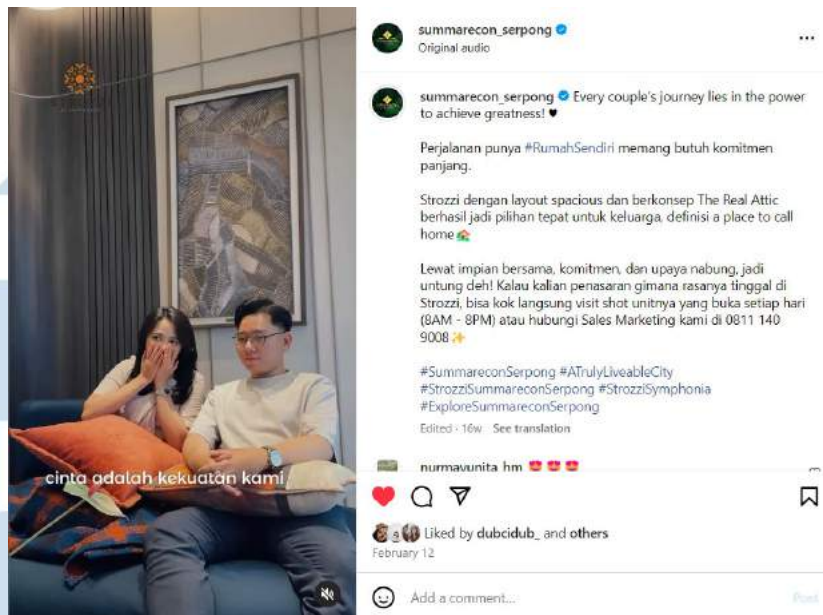 summarecon_serpong
Original audio
summarecon_serpong Every couple's journey lies in the power
to achieve greatness! ♥
Perjalanan punya #RumahSendiri memang butuh komitmen
panjang.
Strozzi dengan layout spacious dan berkonsep The Real Attic
berhasil jadi pilihan tepat untuk keluarga, definisi a place to call
home🏡
Lewat impian bersama, komitmen, dan upaya nabung, jadi
untung deh! Kalau kalian penasaran gimana rasanya tinggal di
Strozzi, bisa kok langsung visit shot unitnya yang buka setiap hari
(8AM - 8PM) atau hubungi Sales Marketing kami di 0811 140
9008✨
#SummareconSerpong #ATrulyLiveableCity
#StrozziSummareconSerpong #StrozziSymphonia
#ExploreSummareconSerpong
Edited · 16w See translation
nurmayunita_hm 😍 😍 😍
cinta adalah kekuatan kami
Liked by dubcidub_ and others
February 12
Add a comment...
Post